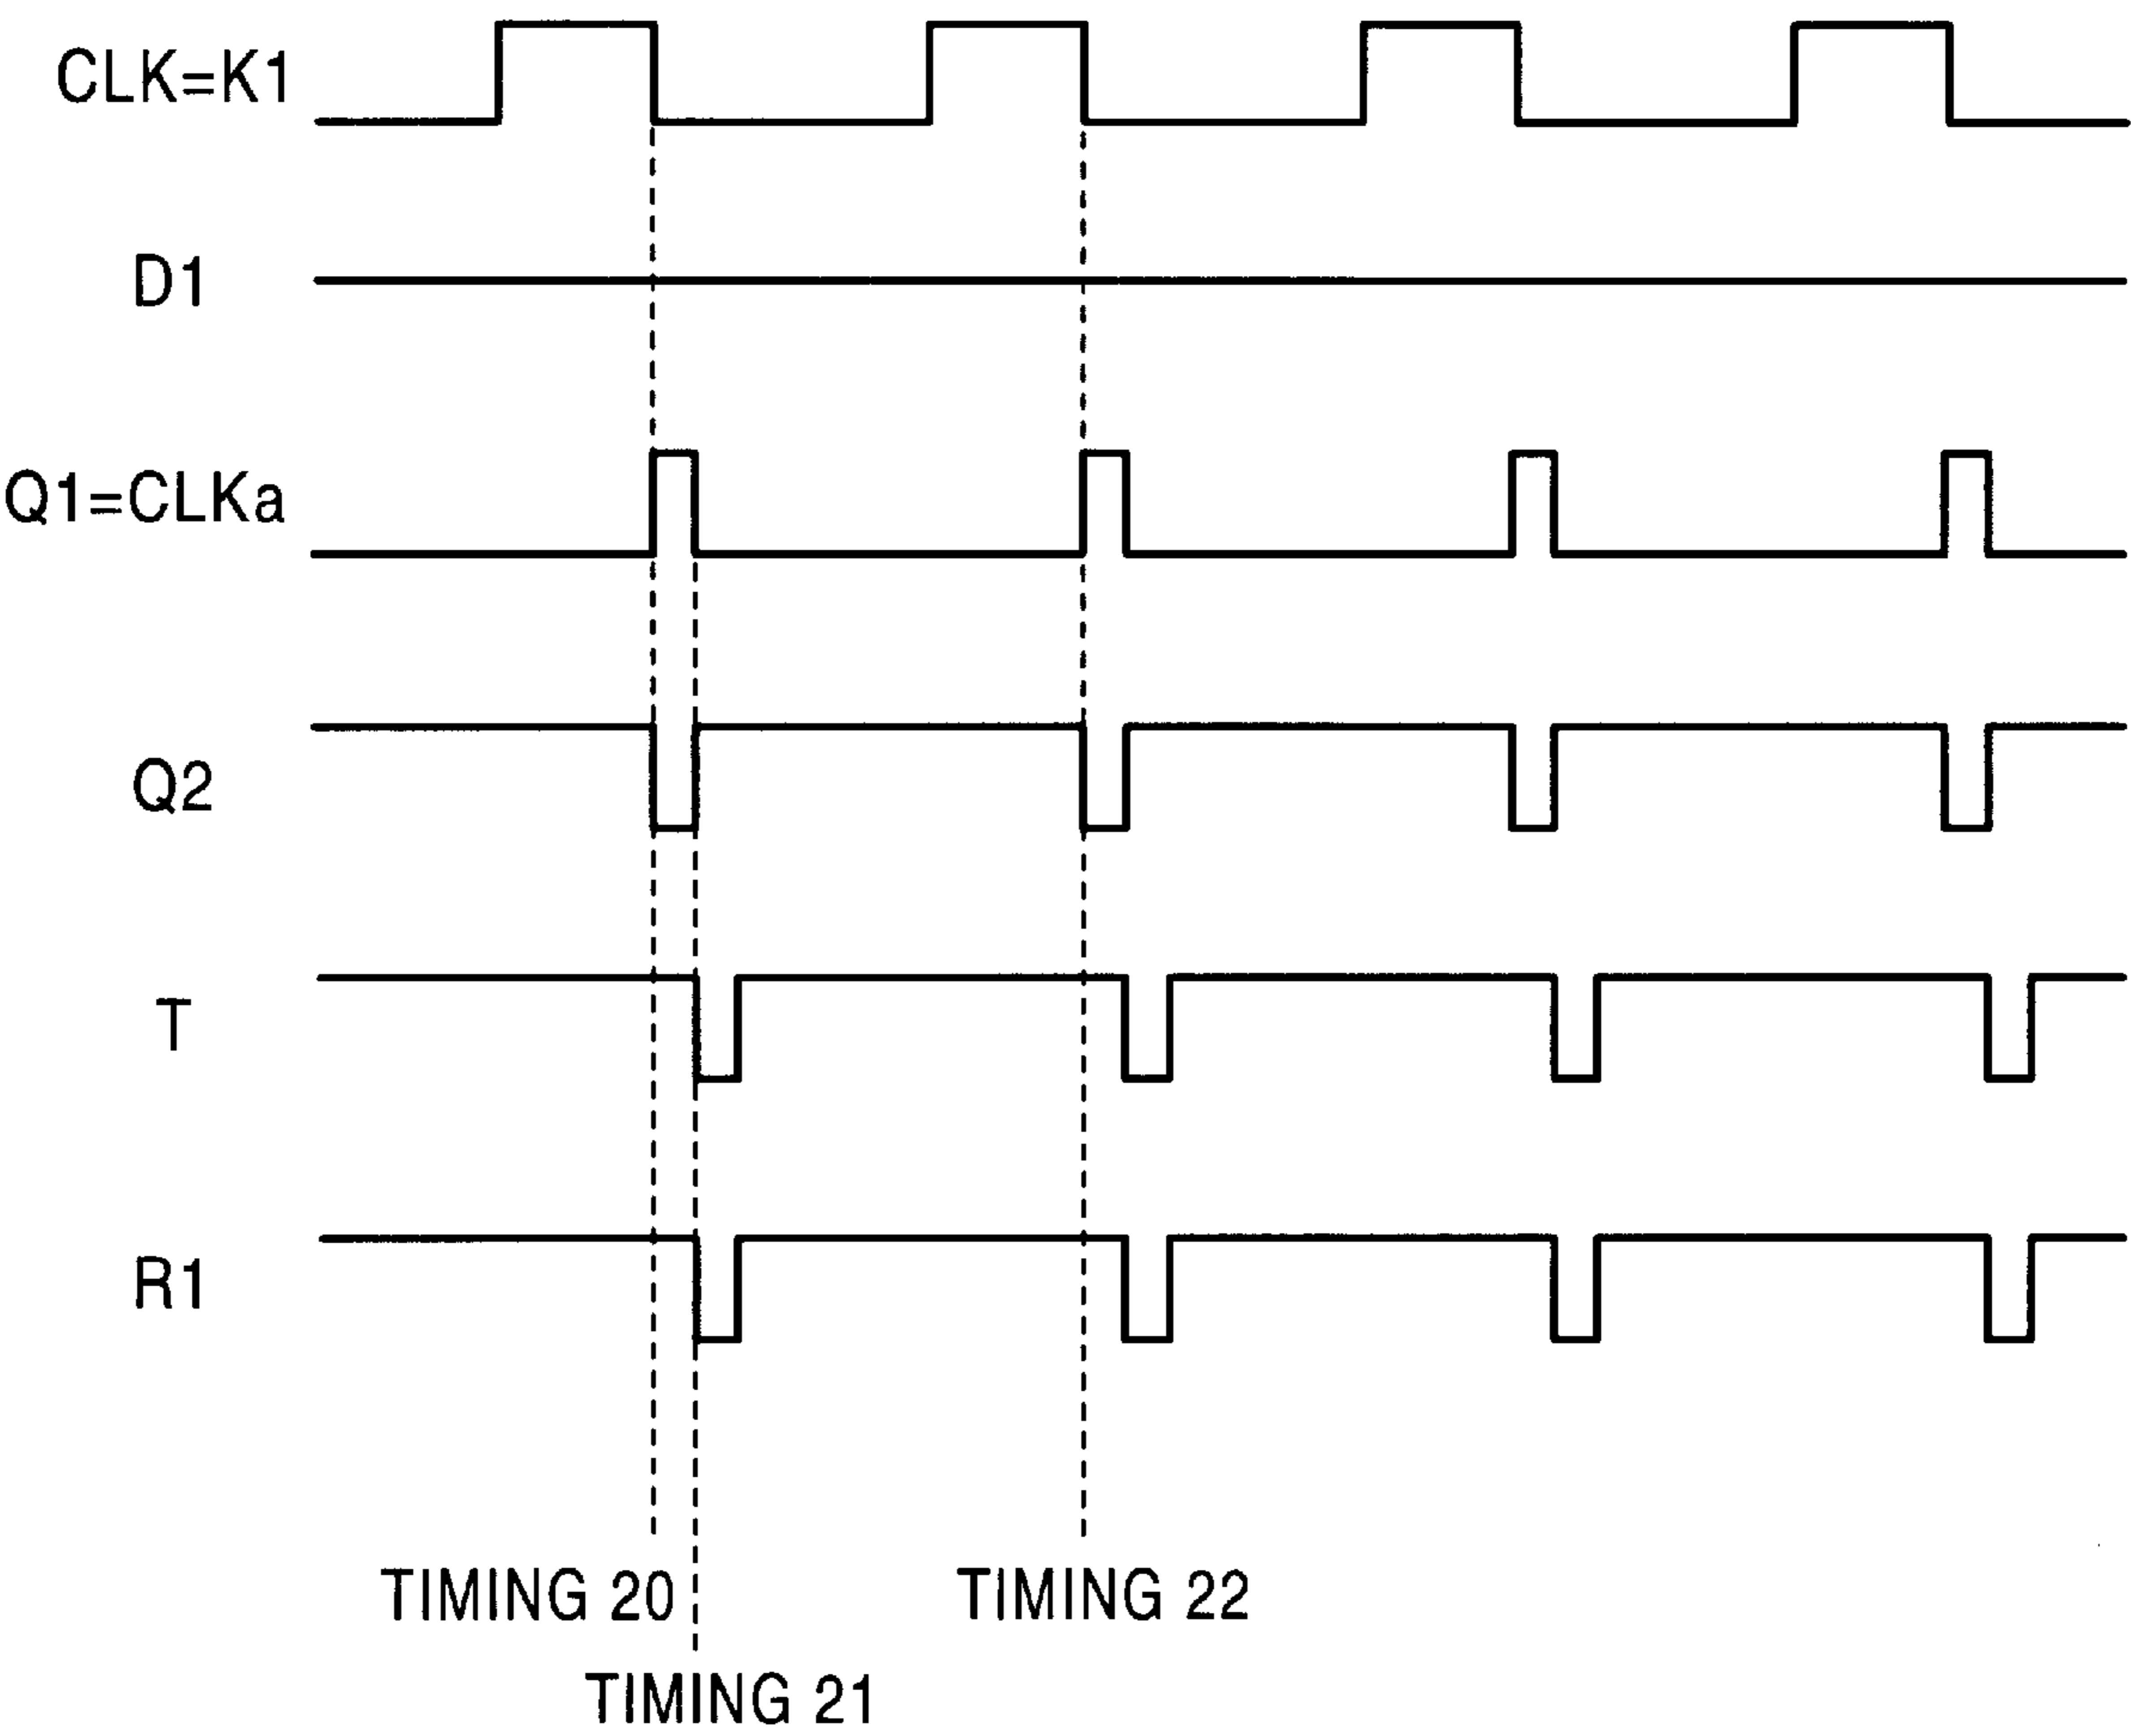 CLK=K1
D1
Q1=CLKa
Q2
T
R1
TIMING 20
TIMING 22
TIMING 21